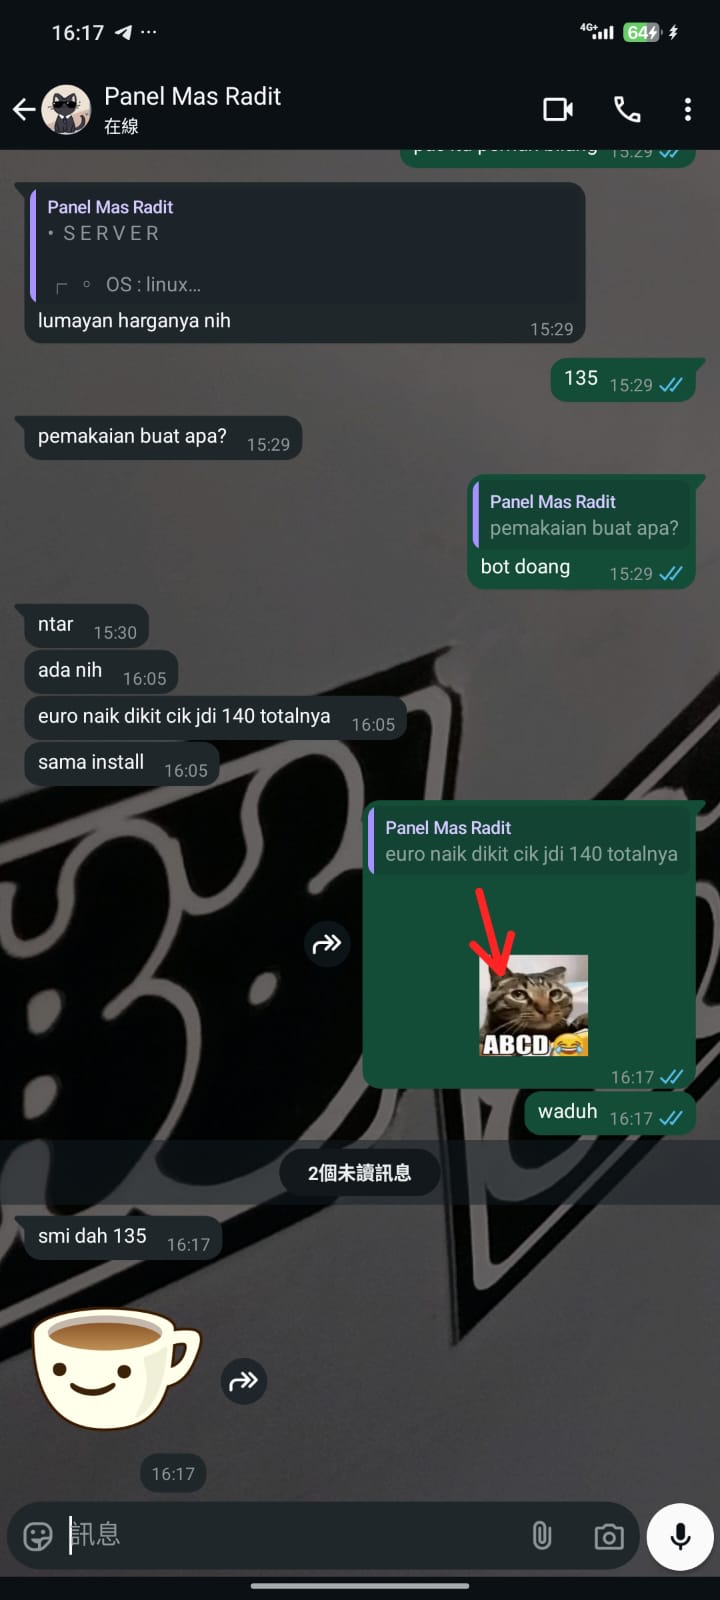 16:17
4G+
64
Panel Mas Radit
在線
15:29
Panel Mas Radit
• S E R V E R
┌ ◦ OS : linux...
lumayan harganya nih
15:29
135
15:29
pemakaian buat apa?
15:29
Panel Mas Radit
pemakaian buat apa?
bot doang
15:29
ntar
15:30
ada nih
16:05
euro naik dikit cik jdi 140 totalnya
16:05
sama install
16:05
Panel Mas Radit
euro naik dikit cik jdi 140 totalnya
ABCD😂
16:17
waduh
16:17
2個未讀訊息
smi dah 135
16:17
16:17
訊息